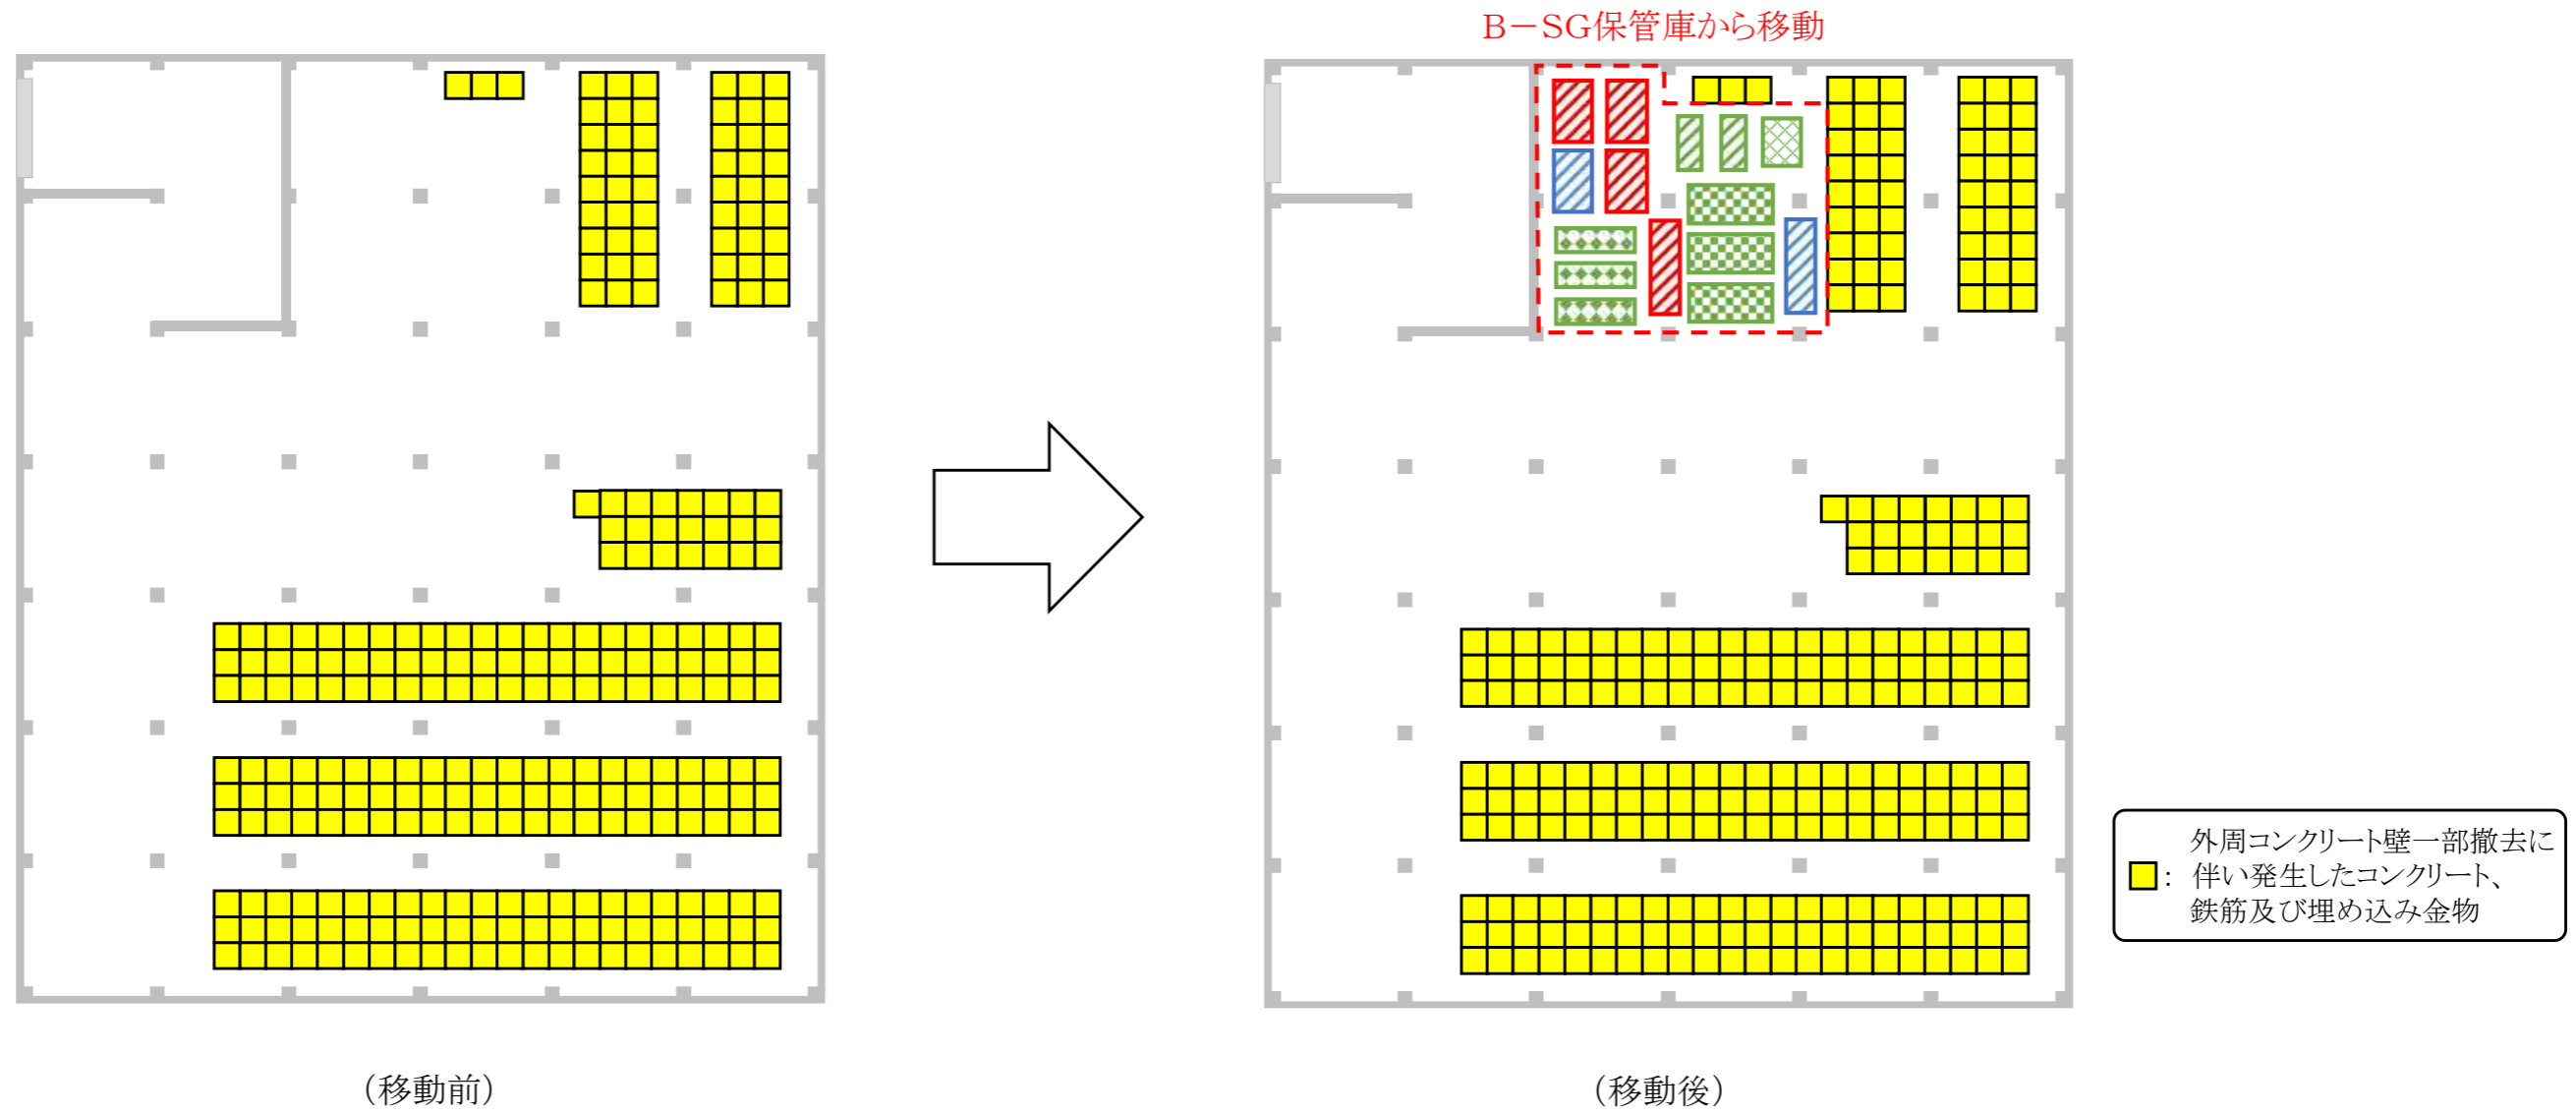 B－SG保管庫から移動
外周コンクリート壁一部撤去に
：伴い発生したコンクリート、
鉄筋及び埋め込み金物
（移動前）
（移動後）